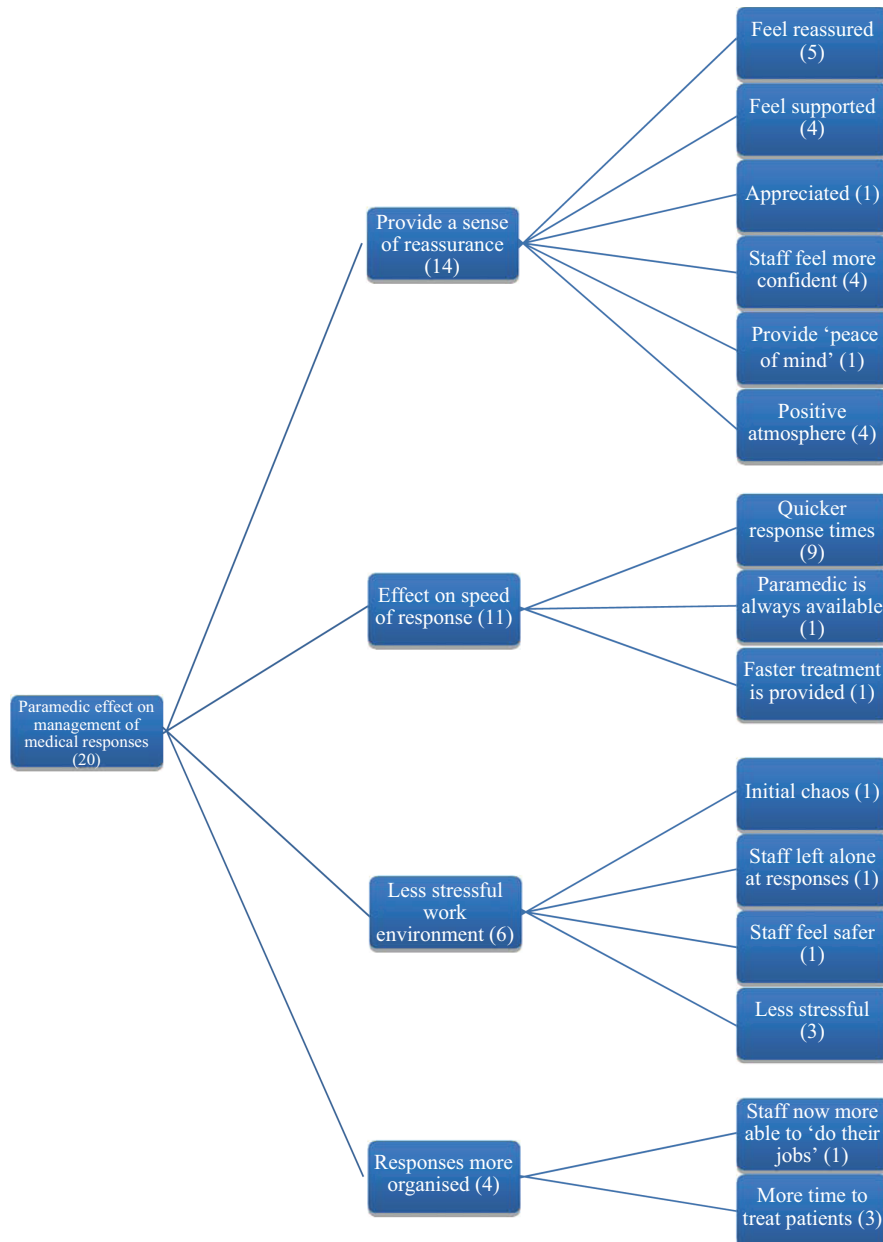 Paramedic effect on
management of
medical responses
(20)
Provide a sense
of reassurance
(14)
Feel reassured
(5)
Feel supported
(4)
Appreciated (1)
Staff feel more
confident (4)
Provide ‘peace
of mind’ (1)
Positive
atmosphere (4)
Effect on speed
of response (11)
Quicker
response times
(9)
Paramedic is
always available
(1)
Faster treatment
is provided (1)
Less stressful
work
environment (6)
Initial chaos (1)
Staff left alone
at responses (1)
Staff feel safer
(1)
Less stressful
(3)
Responses more
organised (4)
Staff now more
able to ‘do their
jobs’ (1)
More time to
treat patients (3)